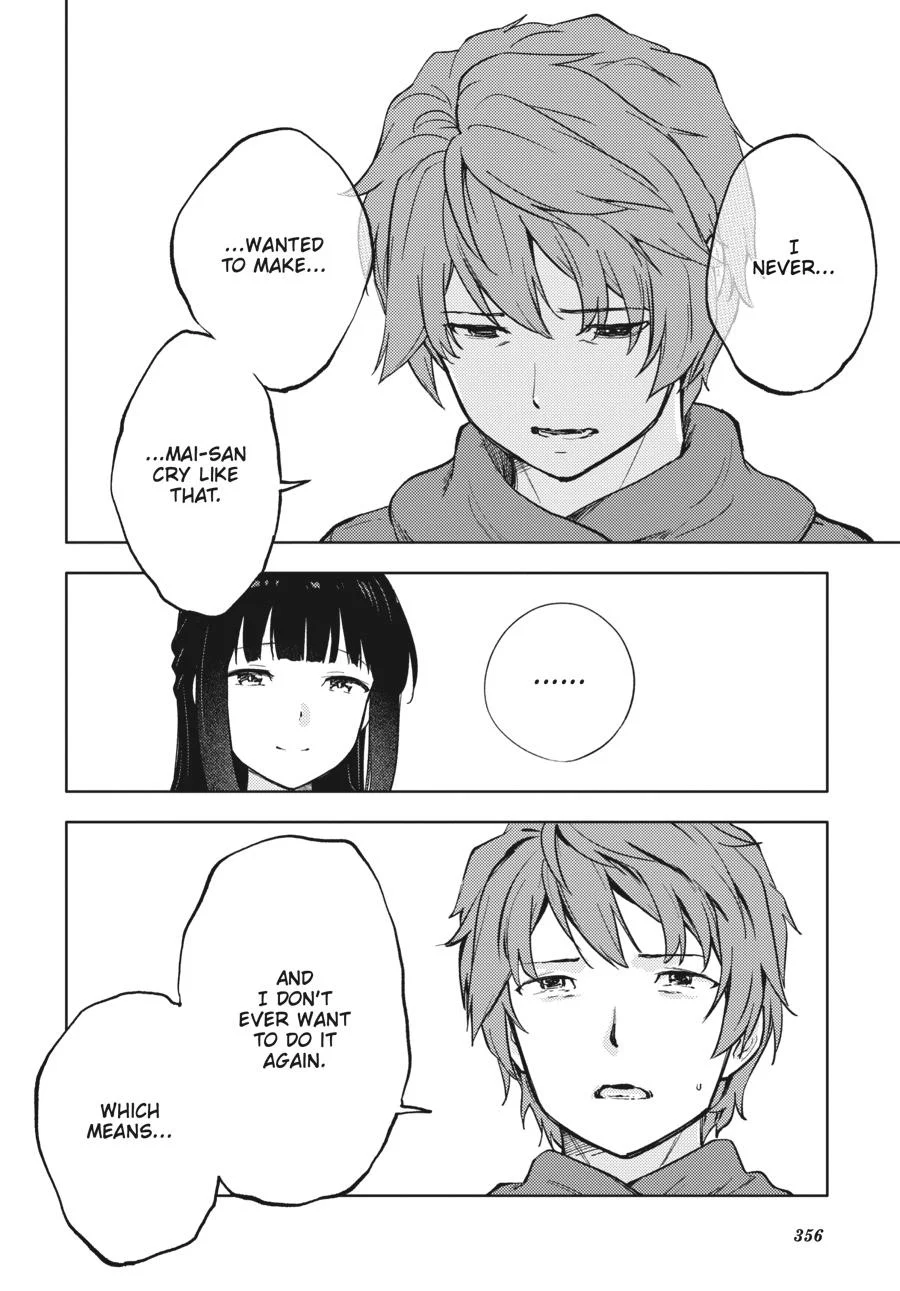 I
NEVER...
...WANTED
TO MAKE...
...MAI-SAN
CRY LIKE
THAT.
......
AND
I DON'T
EVER WANT
TO DO IT
AGAIN.
WHICH
MEANS...
356